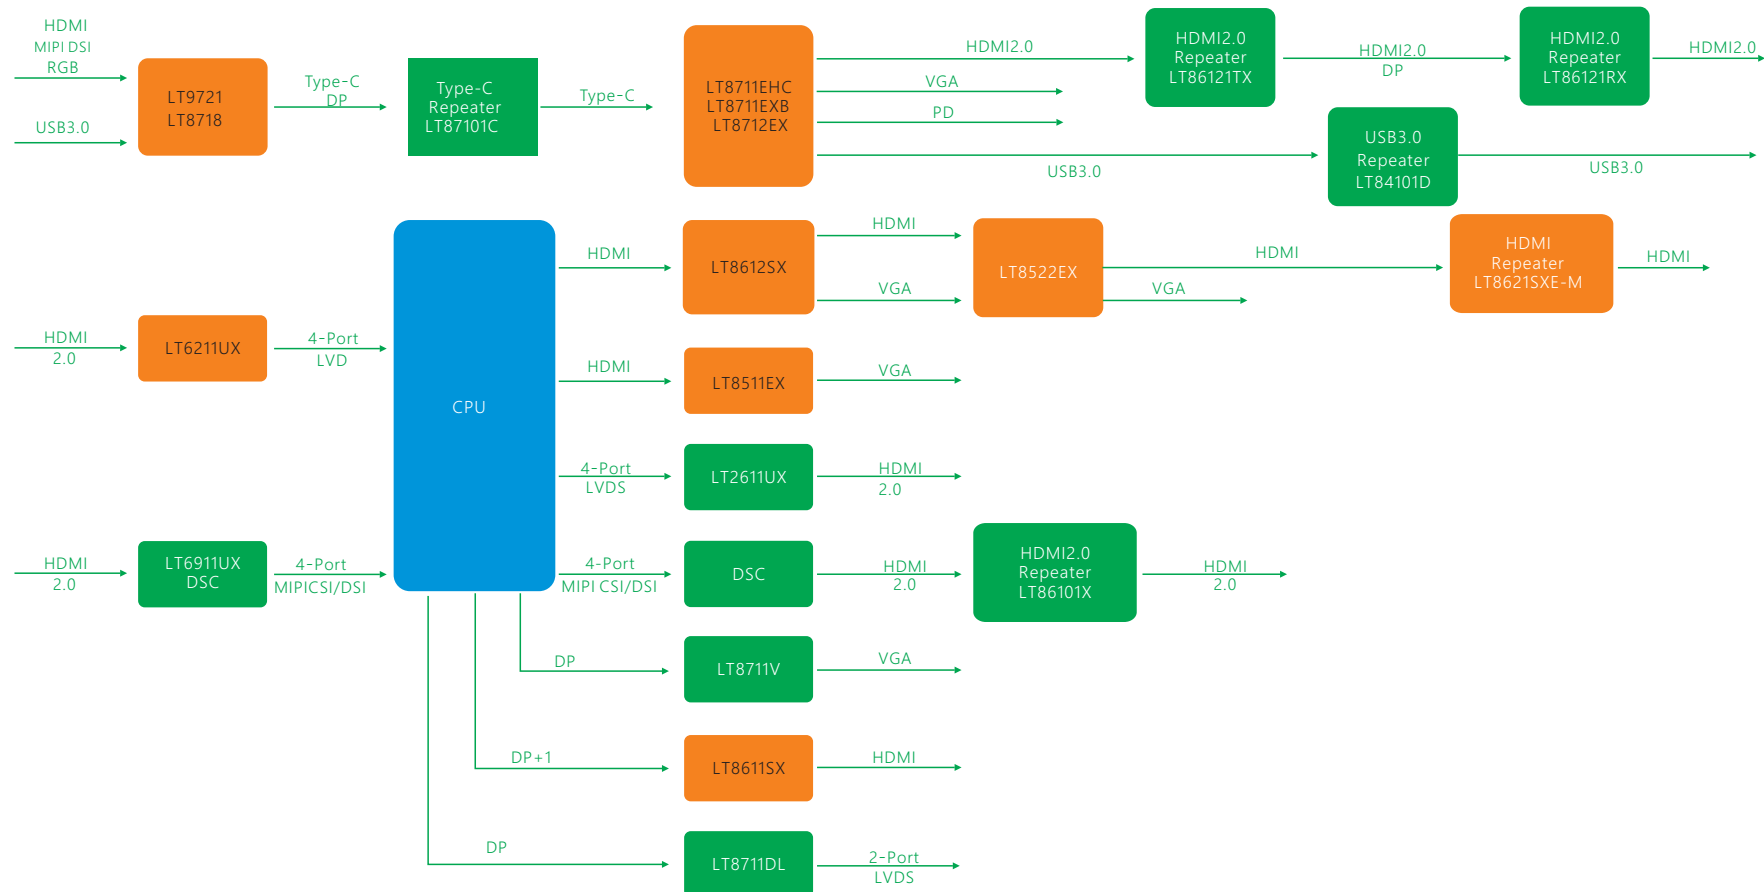 HDMI
MIPI DSI
RGB
USB3.0
LT9721
LT8718
Type-C
DP
Type-C
Repeater
LT87101C
Type-C
LT8711EHC
LT8711EXB
LT8712EX
HDMI2.0
VGA
PD
USB3.0
HDMI2.0
Repeater
LT86121TX
HDMI2.0
DP
HDMI2.0
Repeater
LT86121RX
HDMI2.0
USB3.0
Repeater
LT84101D
USB3.0
HDMI
2.0
LT6211UX
4-Port
LVD
CPU
HDMI
LT8612SX
HDMI
VGA
LT8522EX
HDMI
VGA
HDMI
Repeater
LT8621SXE-M
HDMI
HDMI
LT8511EX
VGA
4-Port
LVDS
LT2611UX
HDMI
2.0
HDMI
2.0
LT6911UX
DSC
4-Port
MIPICSI/DSI
4-Port
MIPI CSI/DSI
DSC
HDMI
2.0
HDMI2.0
Repeater
LT86101X
HDMI
2.0
DP
LT8711V
VGA
DP+1
LT8611SX
HDMI
DP
LT8711DL
2-Port
LVDS